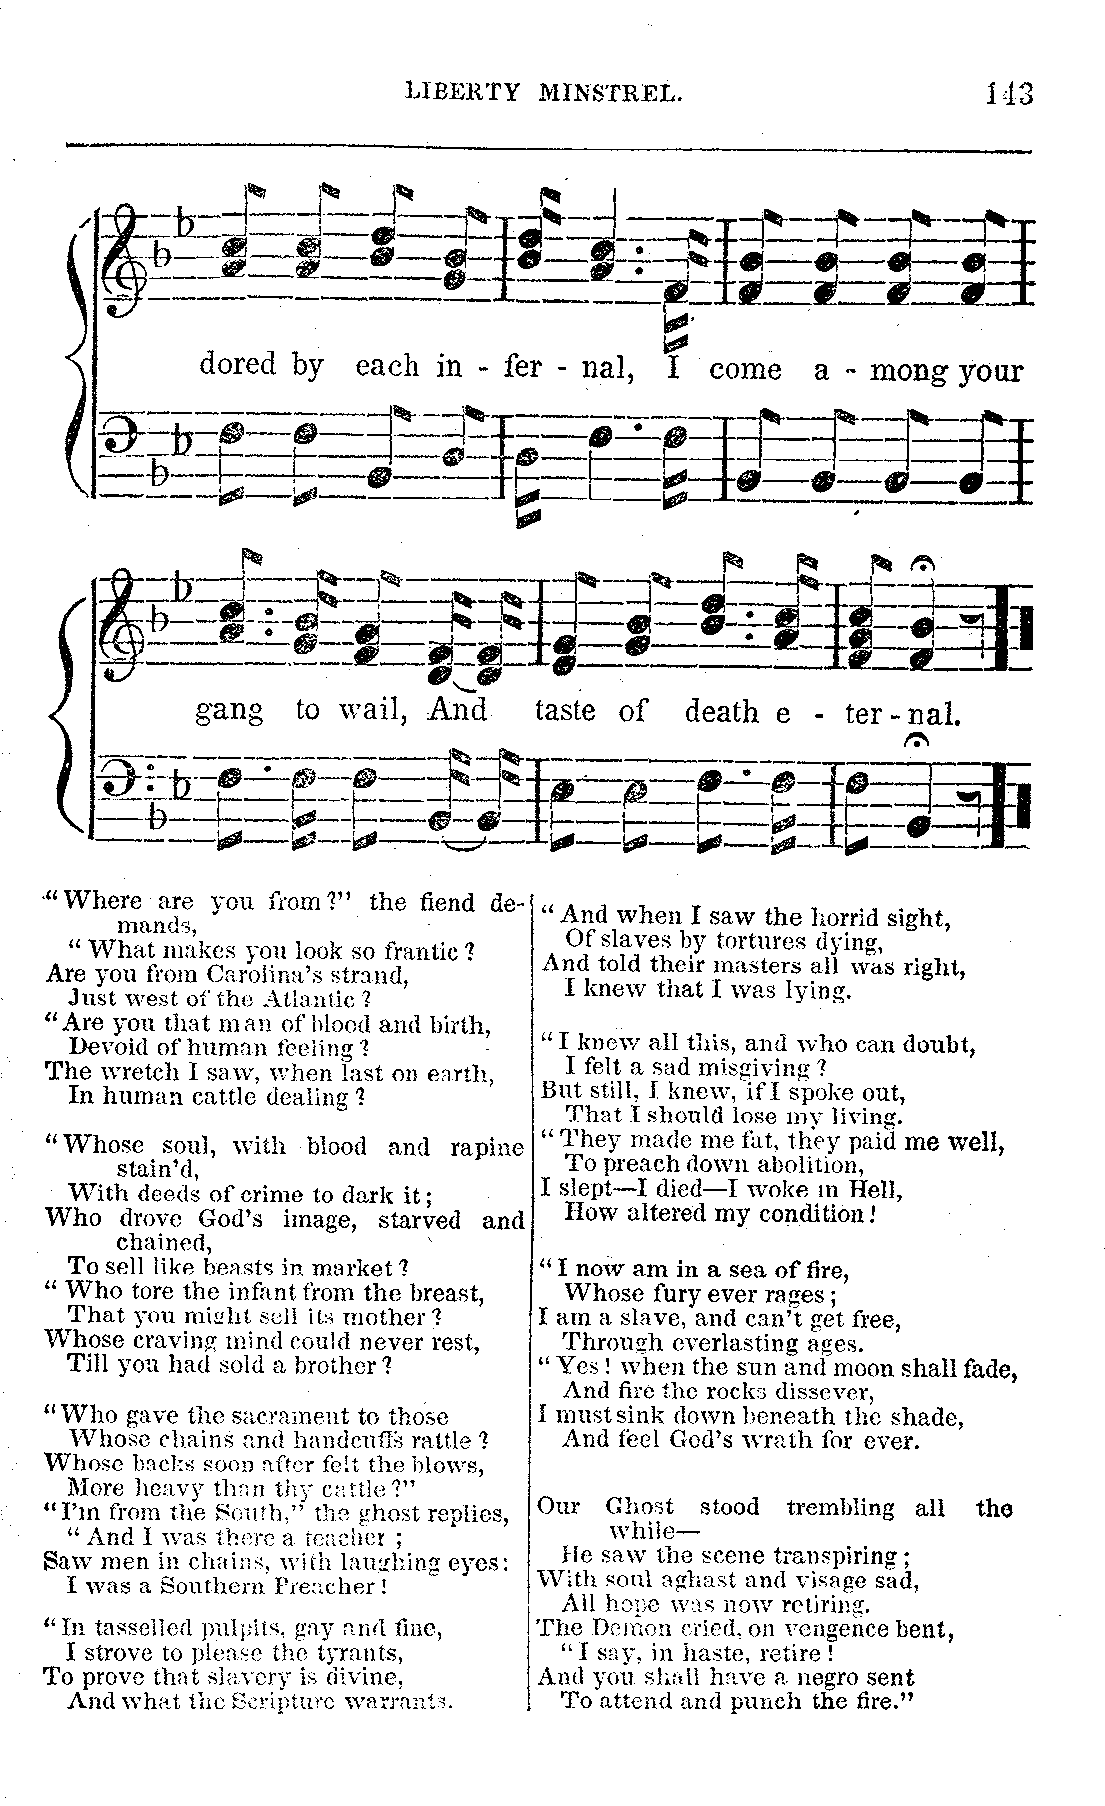 LIBERTY MINSTREL. 143
dored by each in - fer - nal, I come a - mong your
gang to wail, And taste of death e - ter - nal.
“Where are you from?” the fiend de-
mands,
“What makes you look so frantic?
Are you from Carolina’s strand,
Just west of the Atlantic?
“Are you that man of blood and birth,
Devoid of human feeling?
The wretch I saw, when last on earth,
In human cattle dealing?
“Whose soul, with blood and rapine
stain’d,
With deeds of crime to dark it;
Who drove God’s image, starved and
chained,
To sell like beasts in market?
“Who tore the infant from the breast,
That you might sell its mother?
Whose craving mind could never rest,
Till you had sold a brother?
“Who gave the sacrament to those
Whose chains and handcuffs rattle?
Whose backs soon after felt the blows,
More heavy than thy cattle?”
“I’m from the South,” the ghost replies,
“And I was there a teacher;
Saw men in chains, with laughing eyes:
I was a Southern Preacher!
“In tasselled pulpits, gay and fine,
I strove to please the tyrants,
To prove that slavery is divine,
And what the Scripture warrants.
“And when I saw the horrid sight,
Of slaves by tortures dying,
And told their masters all was right,
I knew that I was lying.
“I knew all this, and who can doubt,
I felt a sad misgiving?
But still, I knew, if I spoke out,
That I should lose my living.
“They made me fat, they paid me well,
To preach down abolition,
I slept—I died—I woke in Hell,
How altered my condition!
“I now am in a sea of fire,
Whose fury ever rages;
I am a slave, and can’t get free,
Through everlasting ages.
“Yes! when the sun and moon shall fade,
And fire the rocks dissever,
I must sink down beneath the shade,
And feel God’s wrath for ever.
Our Ghost stood trembling all the
while—
He saw the scene transpiring;
With soul aghast and visage sad,
All hope was now retiring.
The Demon cried, on vengence bent,
“I say, in haste, retire!
And you shall have a negro sent
To attend and punch the fire.”